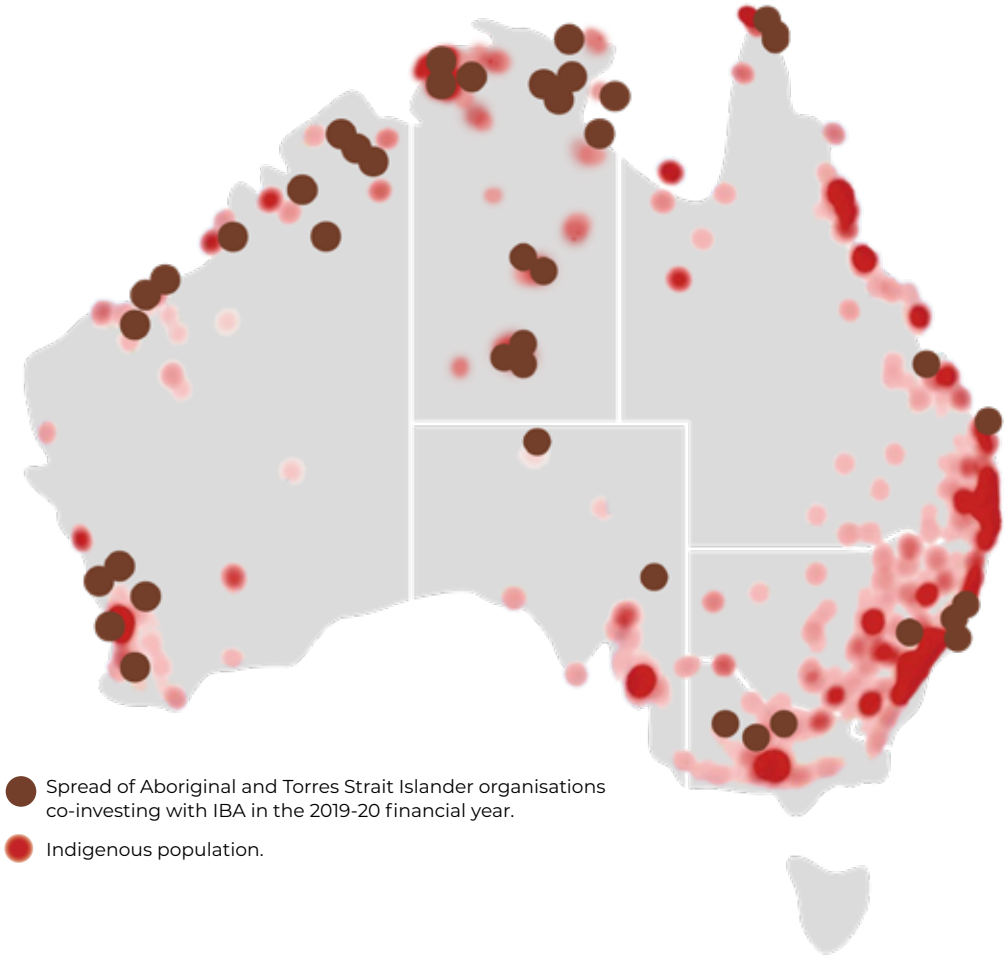 Spread of Aboriginal and Torres Strait Islander organisations
co-investing with IBA in the 2019-20 financial year.
Indigenous population.